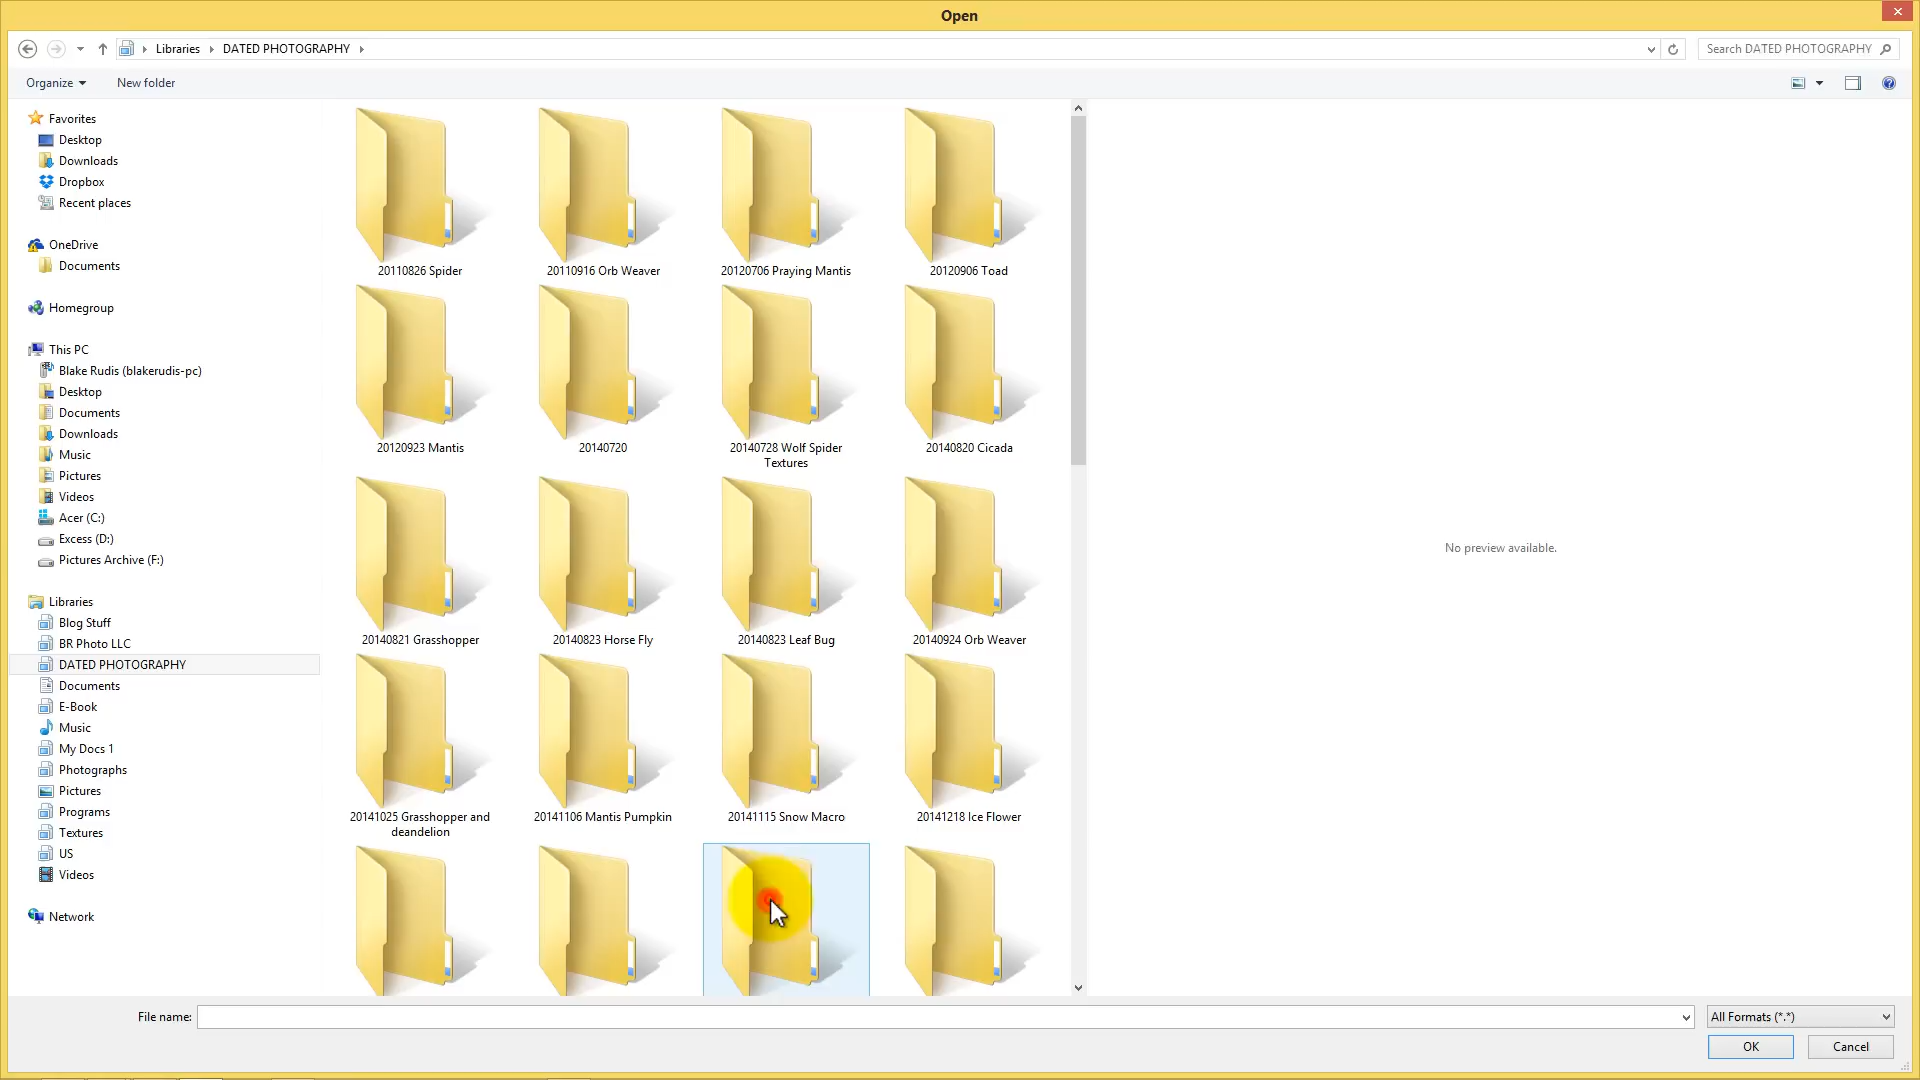 Open
Libraries
DATED PHOTOGRAPHY
Search DATED PHOTOGRAPHY
Organize
New folder
Favorites
Desktop
Downloads
Dropbox
Recent places
OneDrive
Documents
Homegroup
This PC
Blake Rudis (blakerudis-pc)
Desktop
Documents
Downloads
Music
Pictures
Videos
Acer (C:)
Excess (D:)
Pictures Archive (F:)
Libraries
Blog Stuff
BR Photo LLC
DATED PHOTOGRAPHY
Documents
E-Book
Music
My Docs 1
Photographs
Pictures
Programs
Textures
US
Videos
Network
20110826 Spider
20110916 Orb Weaver
20120706 Praying Mantis
20120906 Toad
20120923 Mantis
20140720
20140728 Wolf Spider
Textures
20140820 Cicada
20140821 Grasshopper
20140823 Horse Fly
20140823 Leaf Bug
20140924 Orb Weaver
20141025 Grasshopper and
deandelion
20141106 Mantis Pumpkin
20141115 Snow Macro
20141218 Ice Flower
No preview available.
File name:
All Formats (*.*)
OK
Cancel